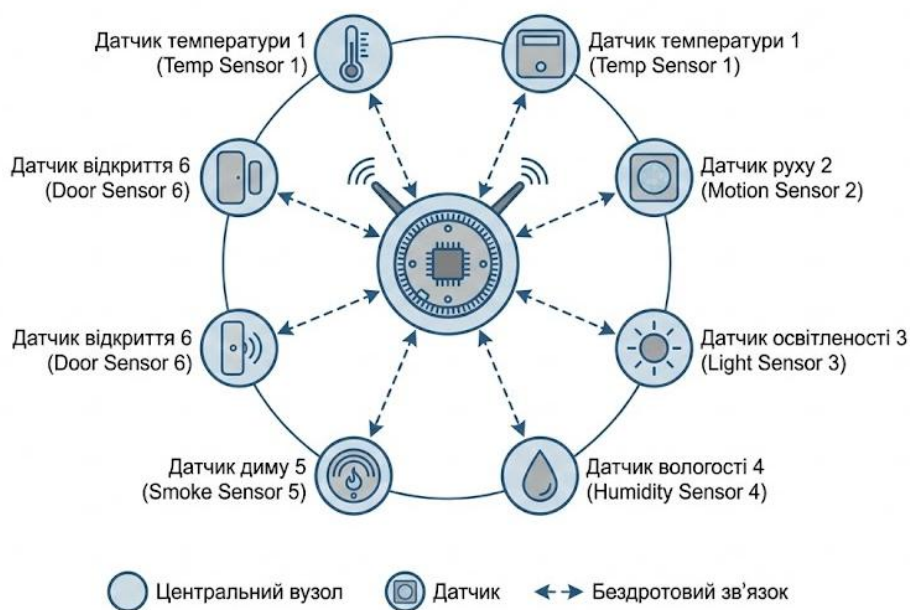 Датчик температури 1
(Temp Sensor 1)
Датчик температури 1
(Temp Sensor 1)
Датчик відкриття 6
(Door Sensor 6)
Датчик руху 2
(Motion Sensor 2)
Датчик відкриття 6
(Door Sensor 6)
Датчик освітленості 3
(Light Sensor 3)
Датчик диму 5
(Smoke Sensor 5)
Датчик вологості 4
(Humidity Sensor 4)
Центральний вузол
Датчик
Бездротовий зв'язок